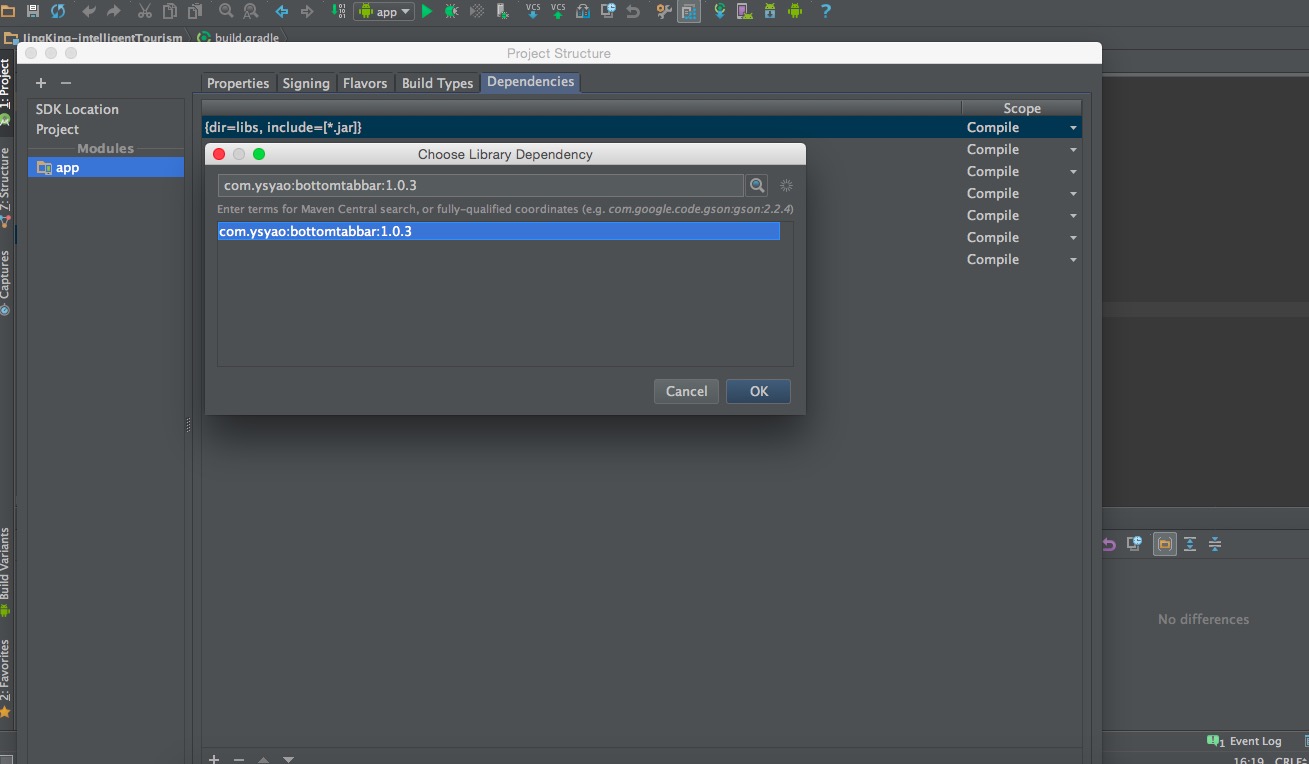 app
VCS
VCS
?
JingKing-intelligentTourism
build.gradle
Project Structure
1: Project
Z: Structure
Captures
Build Variants
2: Favorites
SDK Location
Project
Modules
app
Properties
Signing
Flavors
Build Types
Dependencies
Scope
{dir=libs, include=[*.jar]}
Compile
Compile
Compile
Compile
Compile
Compile
Compile
Choose Library Dependency
com.ysyao:bottomtabbar:1.0.3
Enter terms for Maven Central search, or fully-qualified coordinates (e.g. com.google.code.gson:gson:2.2.4)
com.ysyao:bottomtabbar:1.0.3
Cancel
OK
No differences
1 Event Log
16:19 CRLF